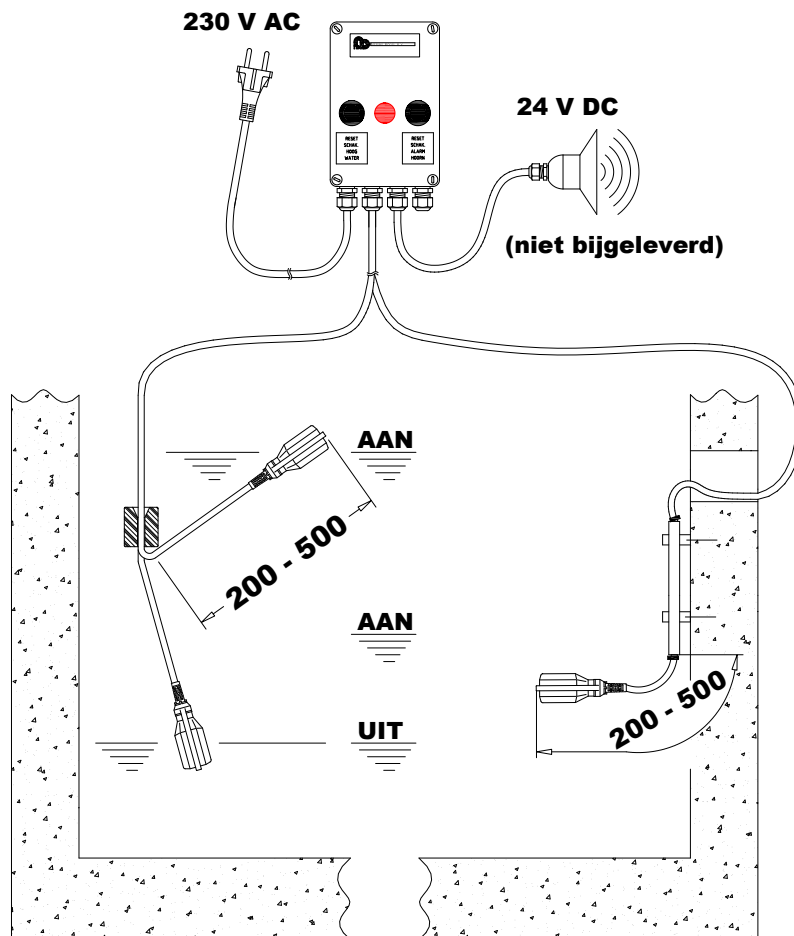 230 V AC
24 V DC
RESET
SCHAK.
HOOG
WATER
RESET
SCHAK.
ALARM
HOORN
(niet bijgeleverd)
AAN
200 - 500
AAN
UIT
200 - 500